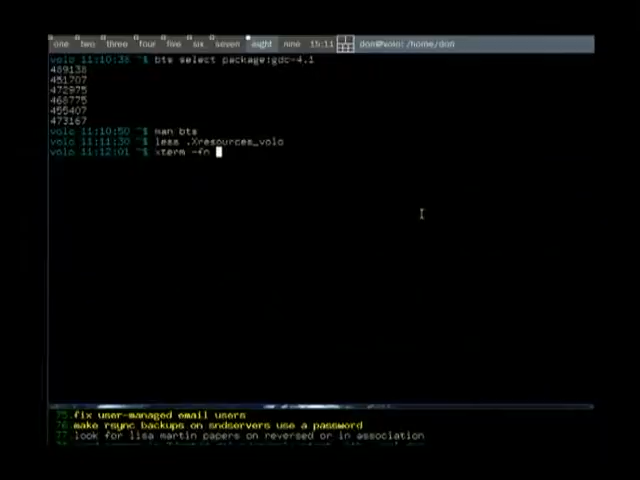 one two three four five six seven eight nine 15:11 don@volo: /home/don
volo 11:10:38 ~$ bts select package:gdc-4.1
489138
451707
472975
468775
455407
473167
volo 11:10:50 ~$ man bts
volo 11:11:30 ~$ less .Xresources_volo
volo 11:12:01 ~$ xterm -fn
75.fix user-managed email users
76.make rsync backups on sndservers use a password
77.look for lisa martin papers on reversed or in association